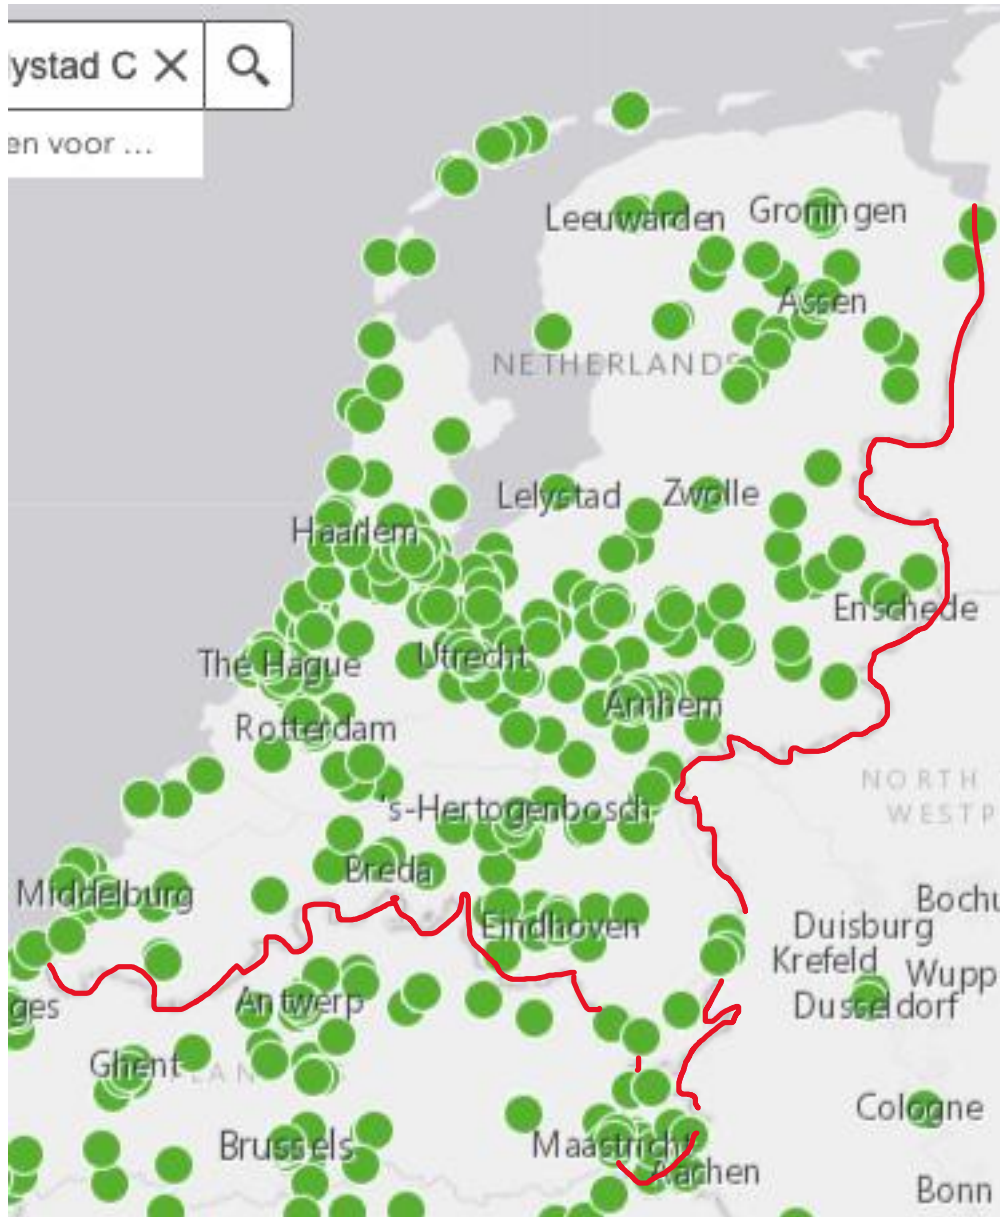 lystad C
en voor ...
Leeuwarden
Groningen
Assen
NETHERLANDS
Lelystad
Zwolle
Haarlem
Enschede
The Hague
Utrecht
Arnhem
Rotterdam
NORTH
WESTP
's-Hertogenbosch
Breda
Middelburg
Bochu
Eindhoven
Duisburg
Krefeld
Wupp
ges
Antwerp
Dusseldorf
Ghent
Cologne
Brussels
Maastricht
Aachen
Bonn